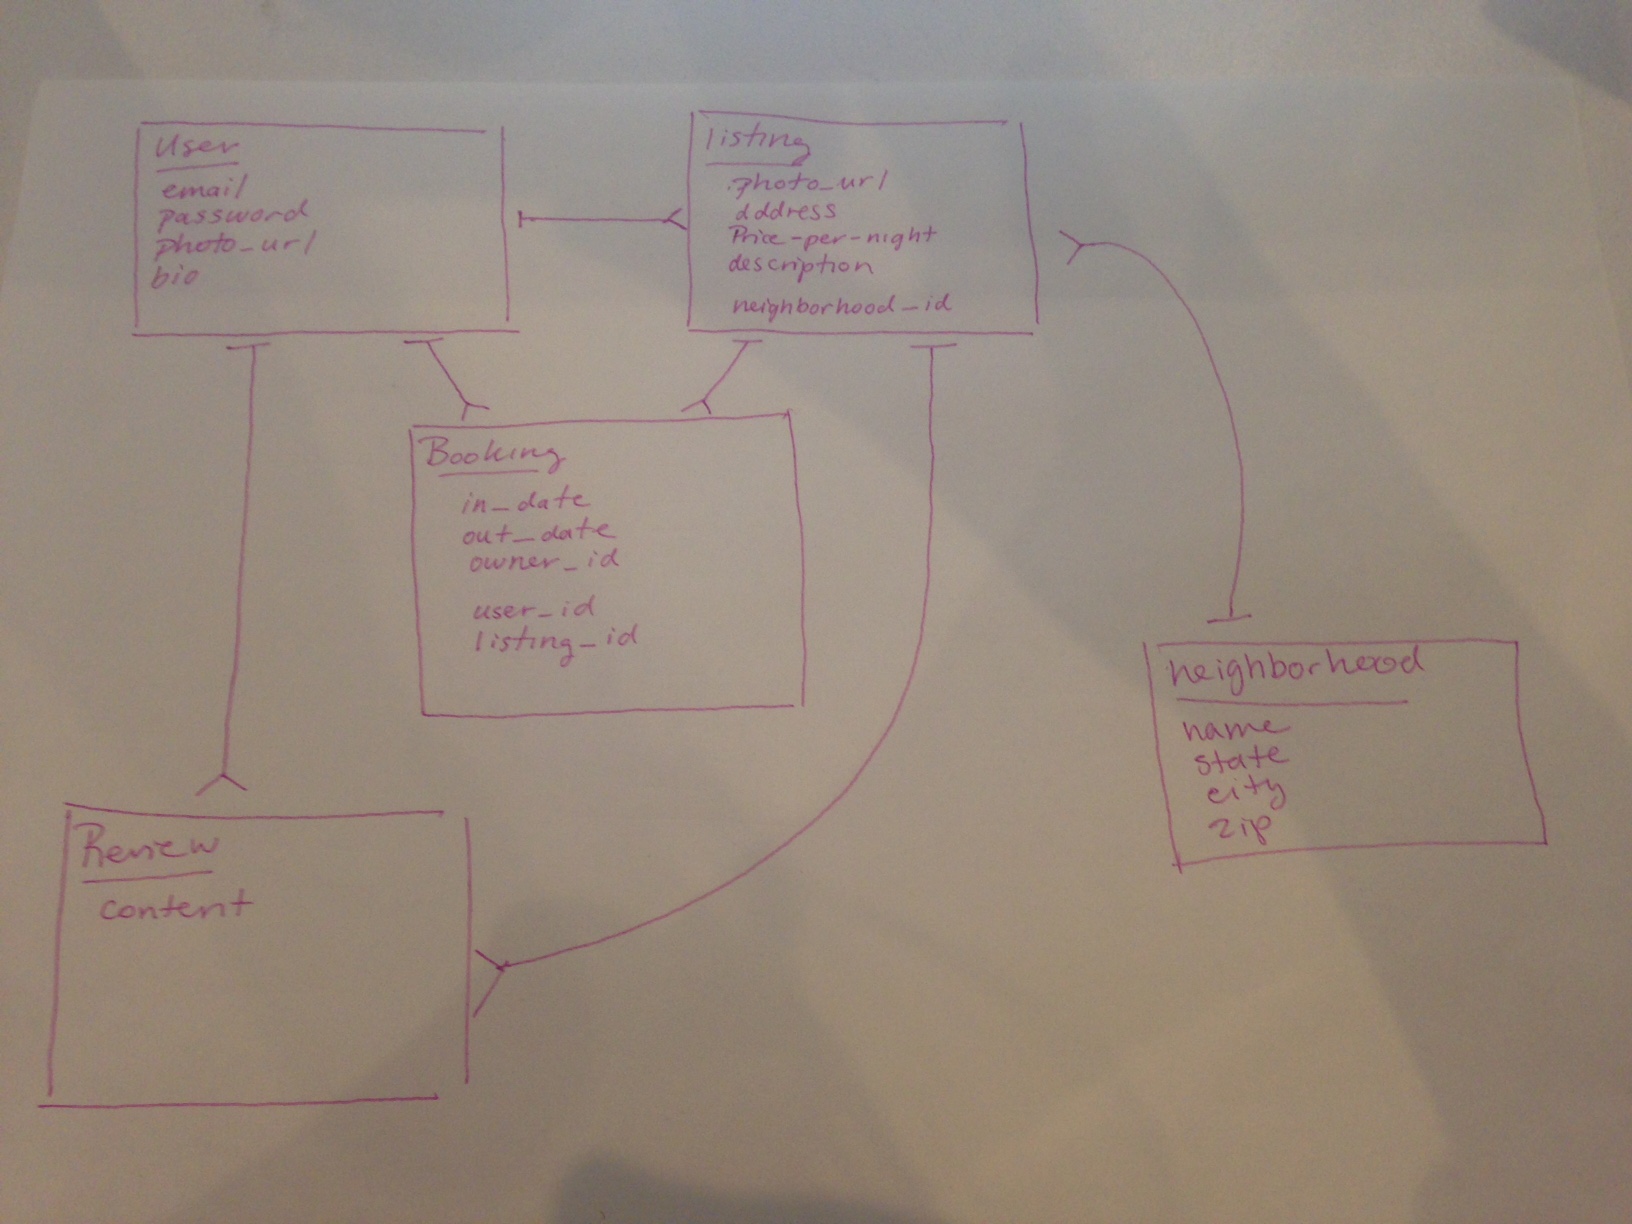 User
email
password
photo_url
bio
listing
photo_url
address
Price-per-night
description
neighborhood_id
Booking
in_date
out_date
owner_id
user_id
listing_id
Review
content
neighborhood
name
state
city
zip